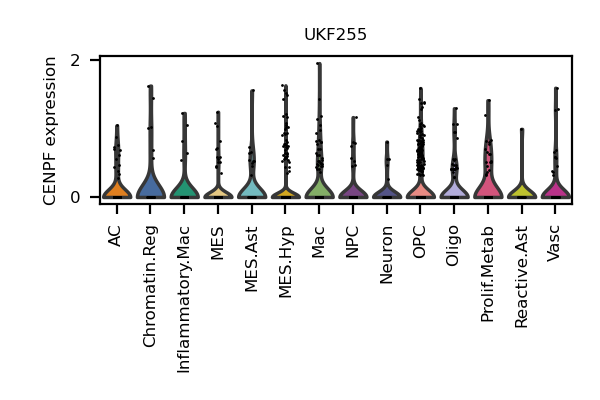 UKF255
CENPF expression
2
0
AC
Chromatin.Reg
Inflammatory.Mac
MES
MES.Ast
MES.Hyp
Mac
NPC
Neuron
OPC
Oligo
Prolif.Metab
Reactive.Ast
Vasc